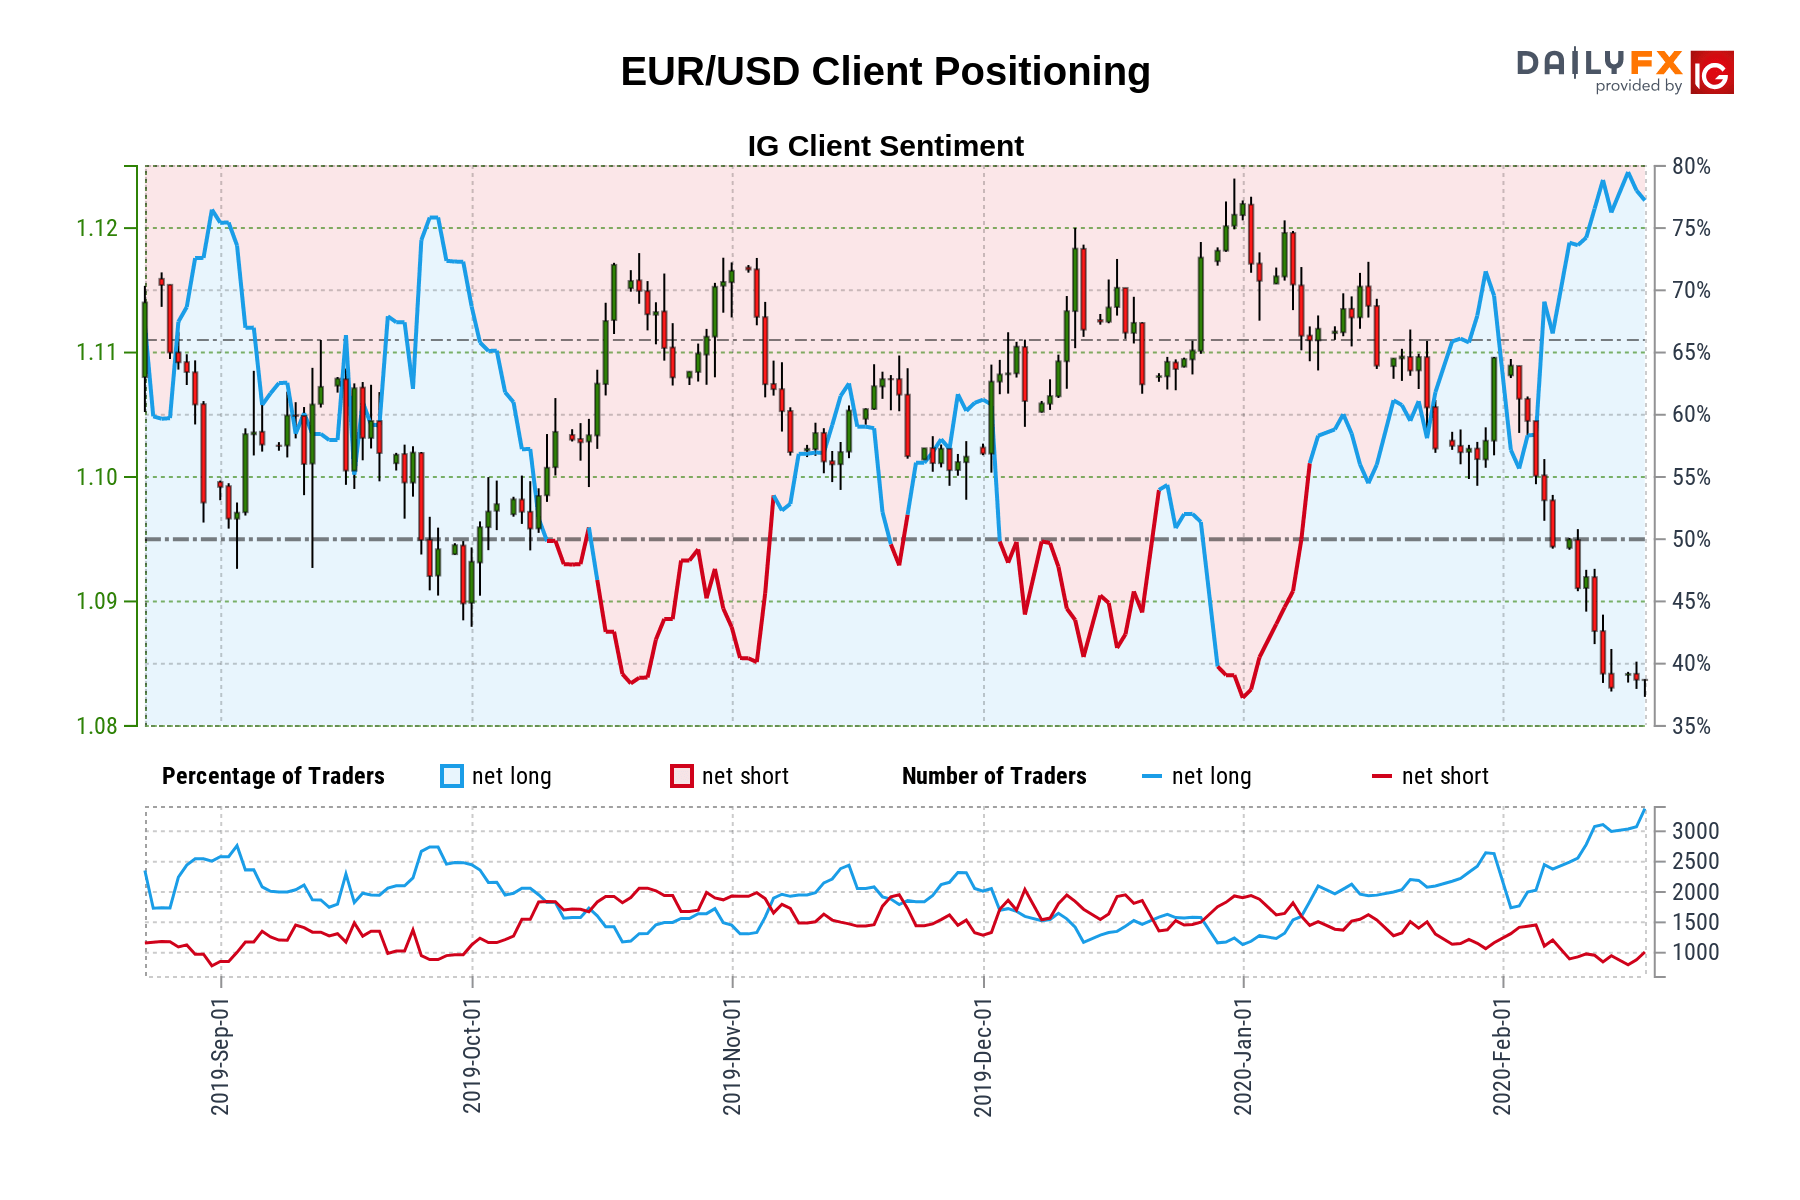 EUR/USD Client Positioning
DAILYFX
provided by
IG
IG Client Sentiment
80%
1.12
75%
70%
1.11
65%
60%
1.10
55%
50%
1.09
45%
40%
1.08
35%
Percentage of Traders
net long
net short
Number of Traders
net long
net short
3000
2500
2000
1500
1000
2019-Sep-01
2019-Oct-01
2019-Nov-01
2019-Dec-01
2020-Jan-01
2020-Feb-01